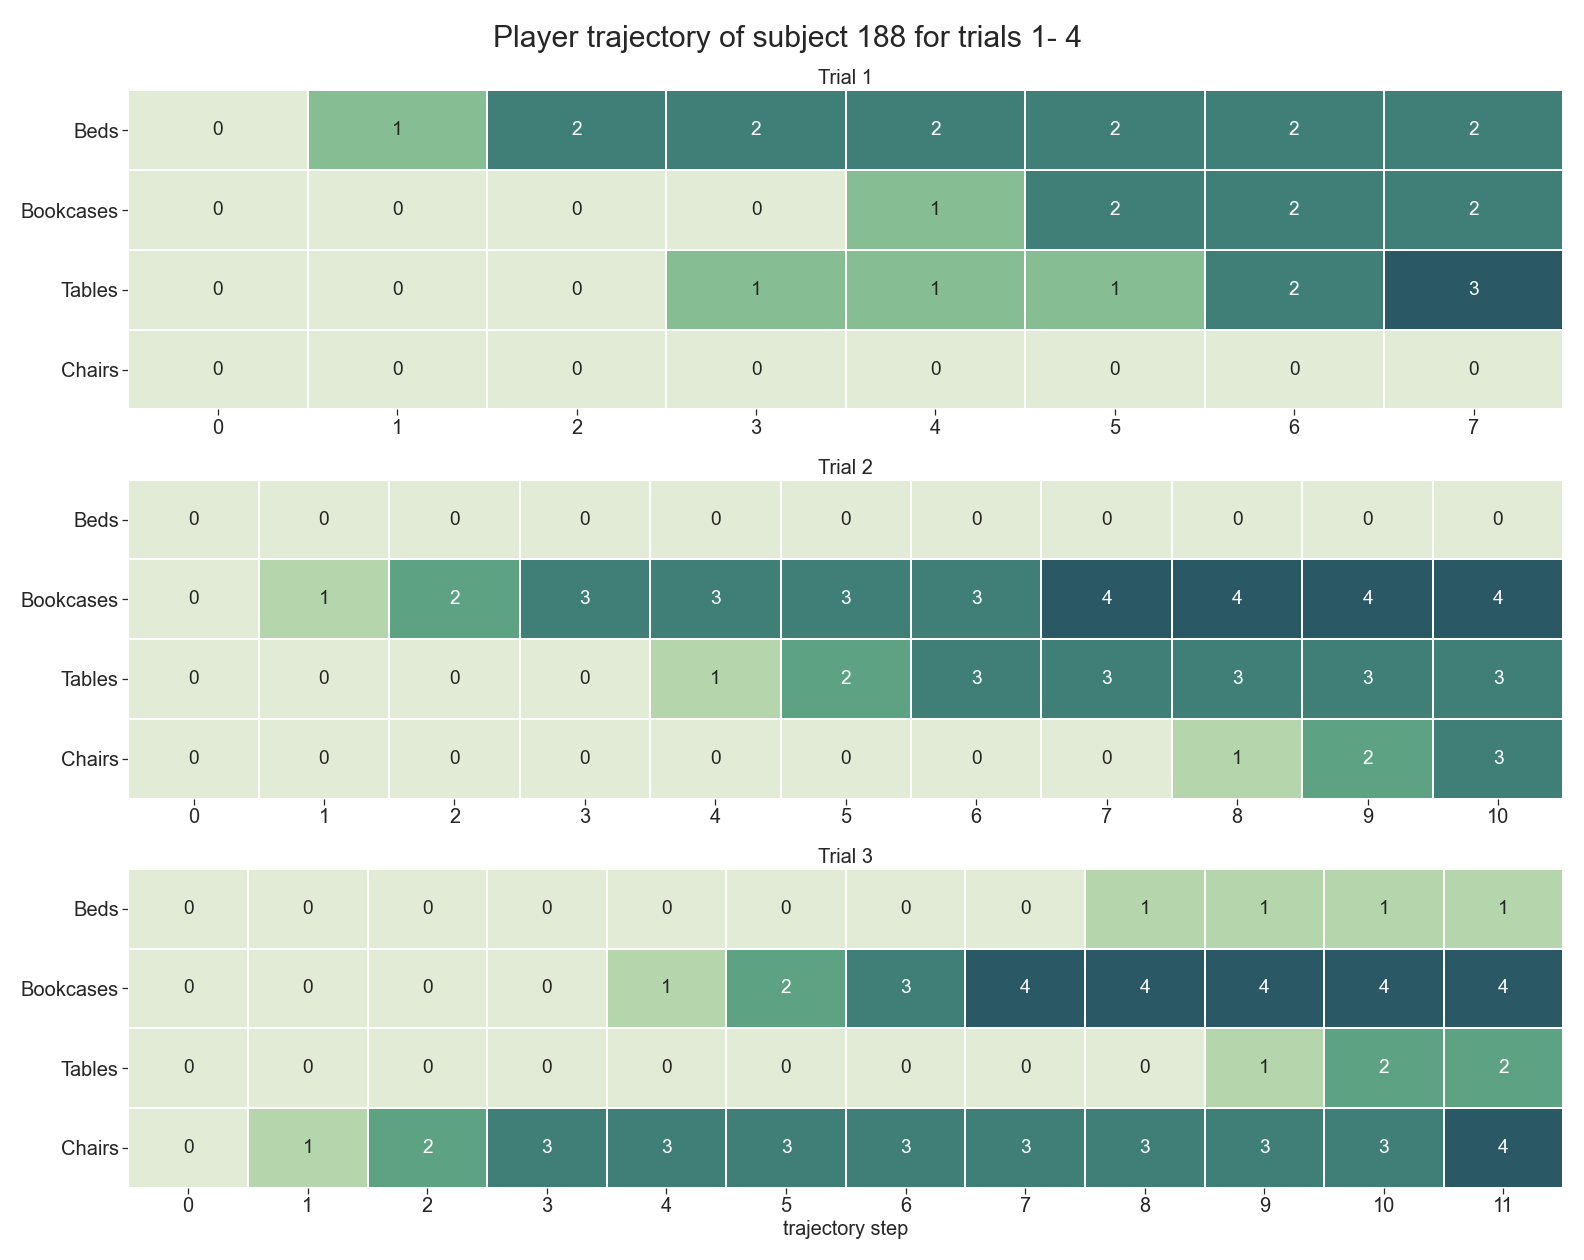 Player trajectory of subject 188 for trials 1- 4
Trial 1
Beds 0 1 2 2 2 2 2 2
Bookcases 0 0 0 0 1 2 2 2
Tables 0 0 0 1 1 1 2 3
Chairs 0 0 0 0 0 0 0 0
0 1 2 3 4 5 6 7
Trial 2
Beds 0 0 0 0 0 0 0 0 0 0 0
Bookcases 0 1 2 3 3 3 3 4 4 4 4
Tables 0 0 0 0 1 2 3 3 3 3 3
Chairs 0 0 0 0 0 0 0 0 1 2 3
0 1 2 3 4 5 6 7 8 9 10
Trial 3
Beds 0 0 0 0 0 0 0 0 1 1 1 1
Bookcases 0 0 0 0 1 2 3 4 4 4 4 4
Tables 0 0 0 0 0 0 0 0 0 1 2 2
Chairs 0 1 2 3 3 3 3 3 3 3 3 4
0 1 2 3 4 5 6 7 8 9 10 11
trajectory step